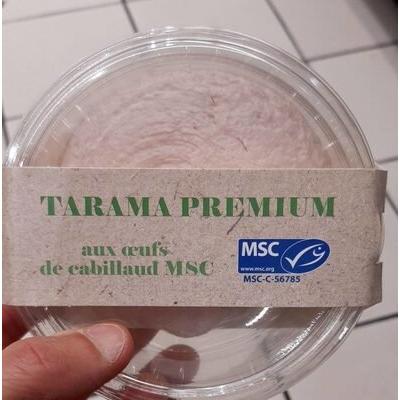 TARAMA PREMIUM
aux œufs
de cabillaud MSC
MSC
www.msc.org
MSC-C-56785